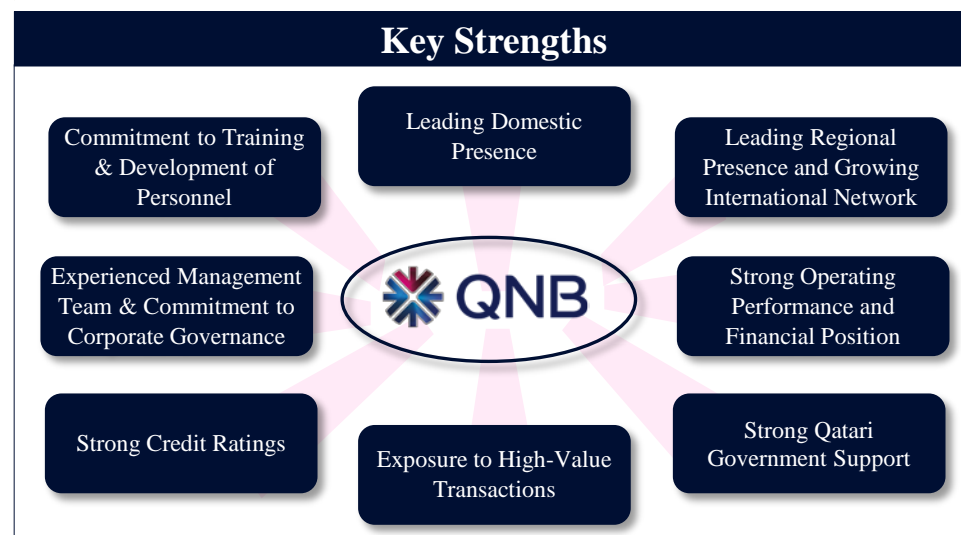 Key Strengths
Leading Domestic
Presence
Commitment to Training
& Development of
Personnel
Leading Regional
Presence and Growing
International Network
Experienced Management
Team & Commitment to
Corporate Governance
QNB
Strong Operating
Performance and
Financial Position
Strong Credit Ratings
Exposure to High-Value
Transactions
Strong Qatari
Government Support